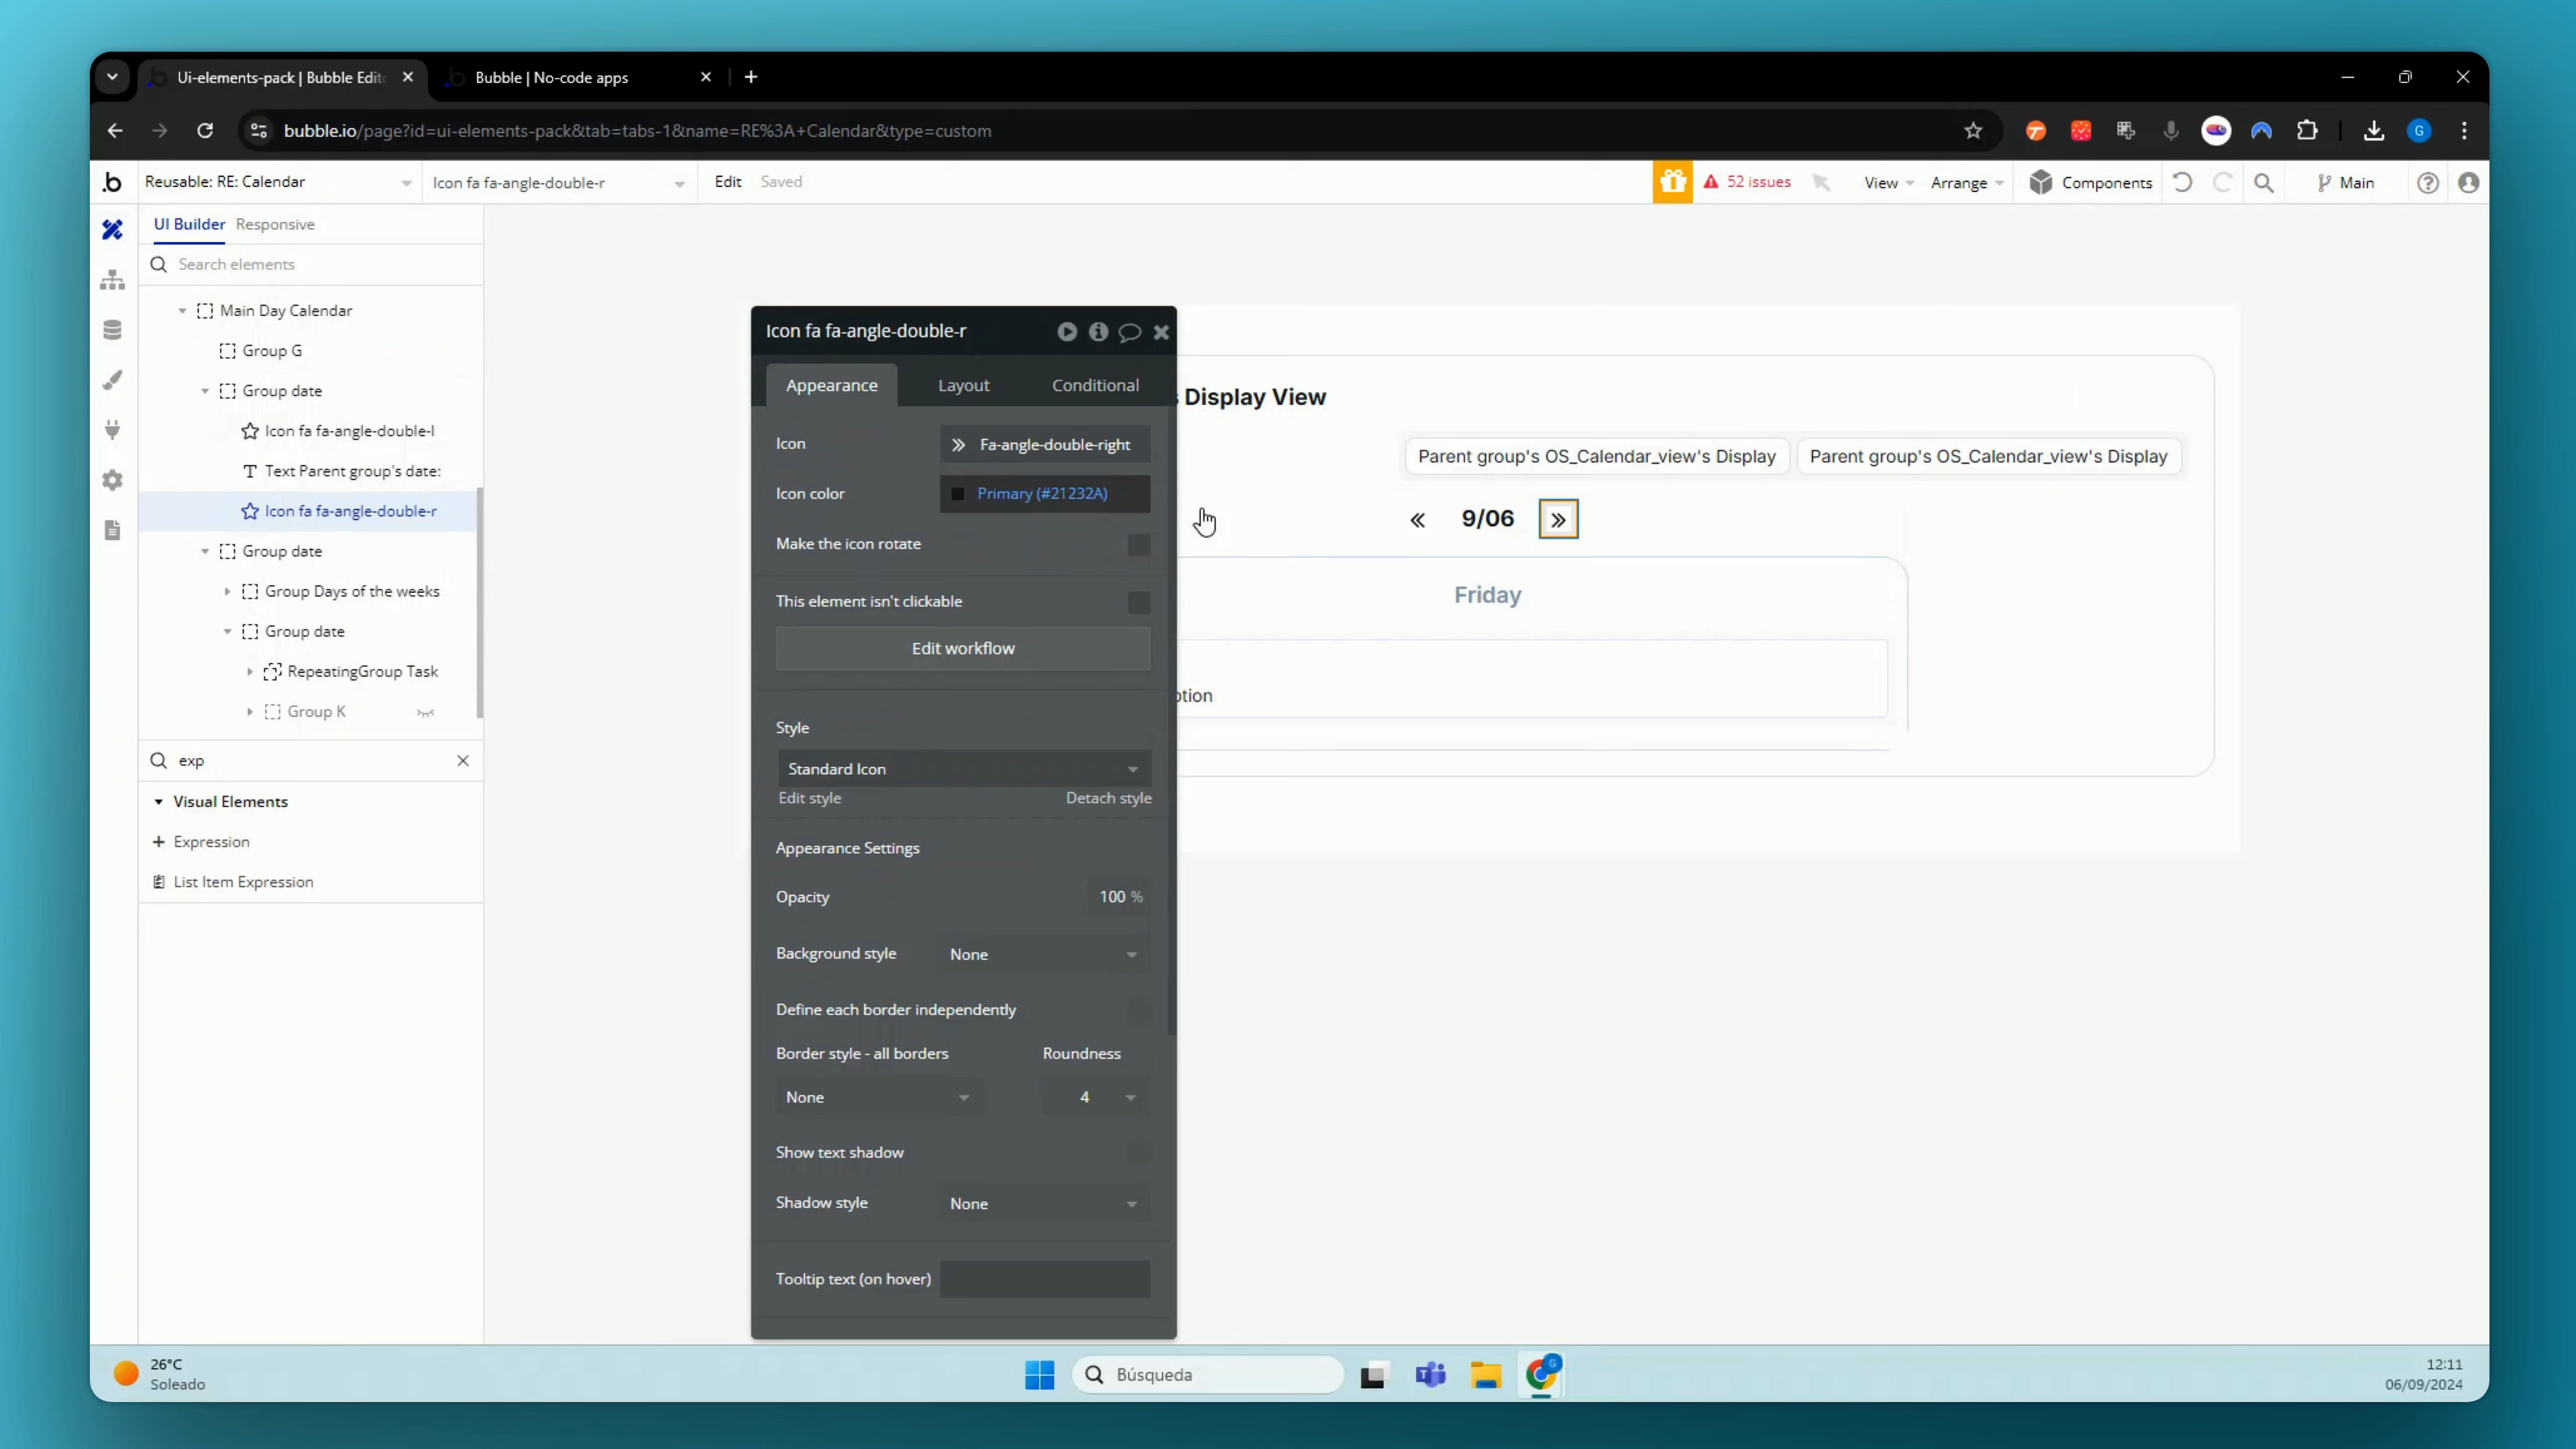 Ui-elements-pack | Bubble Edit
Bubble | No-code apps
bubble.io/page?id=ui-elements-pack&tab=tabs-1&name=RE%3A+Calendar&type=custom
G
Reusable: RE: Calendar
Icon fa fa-angle-double-r
Edit
Saved
52 issues
View
Arrange
Components
Main
UI Builder
Responsive
Search elements
Main Day Calendar
Group G
Group date
Icon fa fa-angle-double-l
Text Parent group's date:
Icon fa fa-angle-double-r
Group date
Group Days of the weeks
Group date
RepeatingGroup Task
Group K
exp
Visual Elements
Expression
List Item Expression
Icon fa fa-angle-double-r
Appearance
Layout
Conditional
Icon
Fa-angle-double-right
Icon color
Primary (#21232A)
Make the icon rotate
This element isn't clickable
Edit workflow
Style
Standard Icon
Edit style
Detach style
Appearance Settings
Opacity
100 %
Background style
None
Define each border independently
Border style - all borders
Roundness
None
4
Show text shadow
Shadow style
None
Tooltip text (on hover)
Display View
Parent group's OS_Calendar_view's Display
Parent group's OS_Calendar_view's Display
9/06
Friday
ption
26°C
Soleado
Búsqueda
12:11
06/09/2024